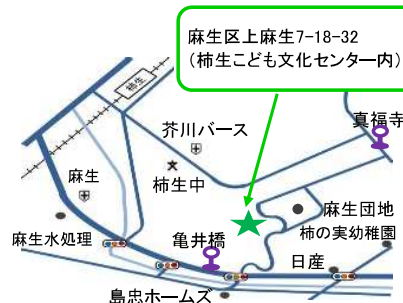 麻生区上麻生7-18-32
(柿生こども文化センター内)
柿生
芥川バース
真福寺
麻生
柿生中
麻生団地
柿の実幼稚園
麻生水処理
亀井橋
日産
島忠ホームズ